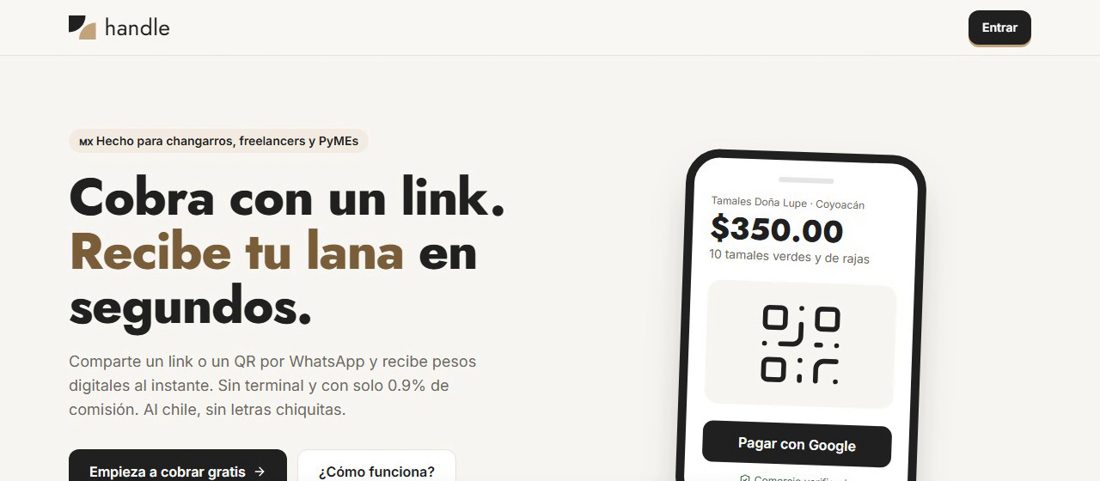 handle
Entrar
MX Hecho para changarros, freelancers y PyMEs
Cobra con un link.
Recibe tu lana en
segundos.
Comparte un link o un QR por WhatsApp y recibe pesos
digitales al instante. Sin terminal y con solo 0.9% de
comisión. Al chile, sin letras chiquitas.
Empieza a cobrar gratis →
¿Cómo funciona?
Tamales Doña Lupe · Coyoacán
$350.00
10 tamales verdes y de rajas
Pagar con Google
Comercio